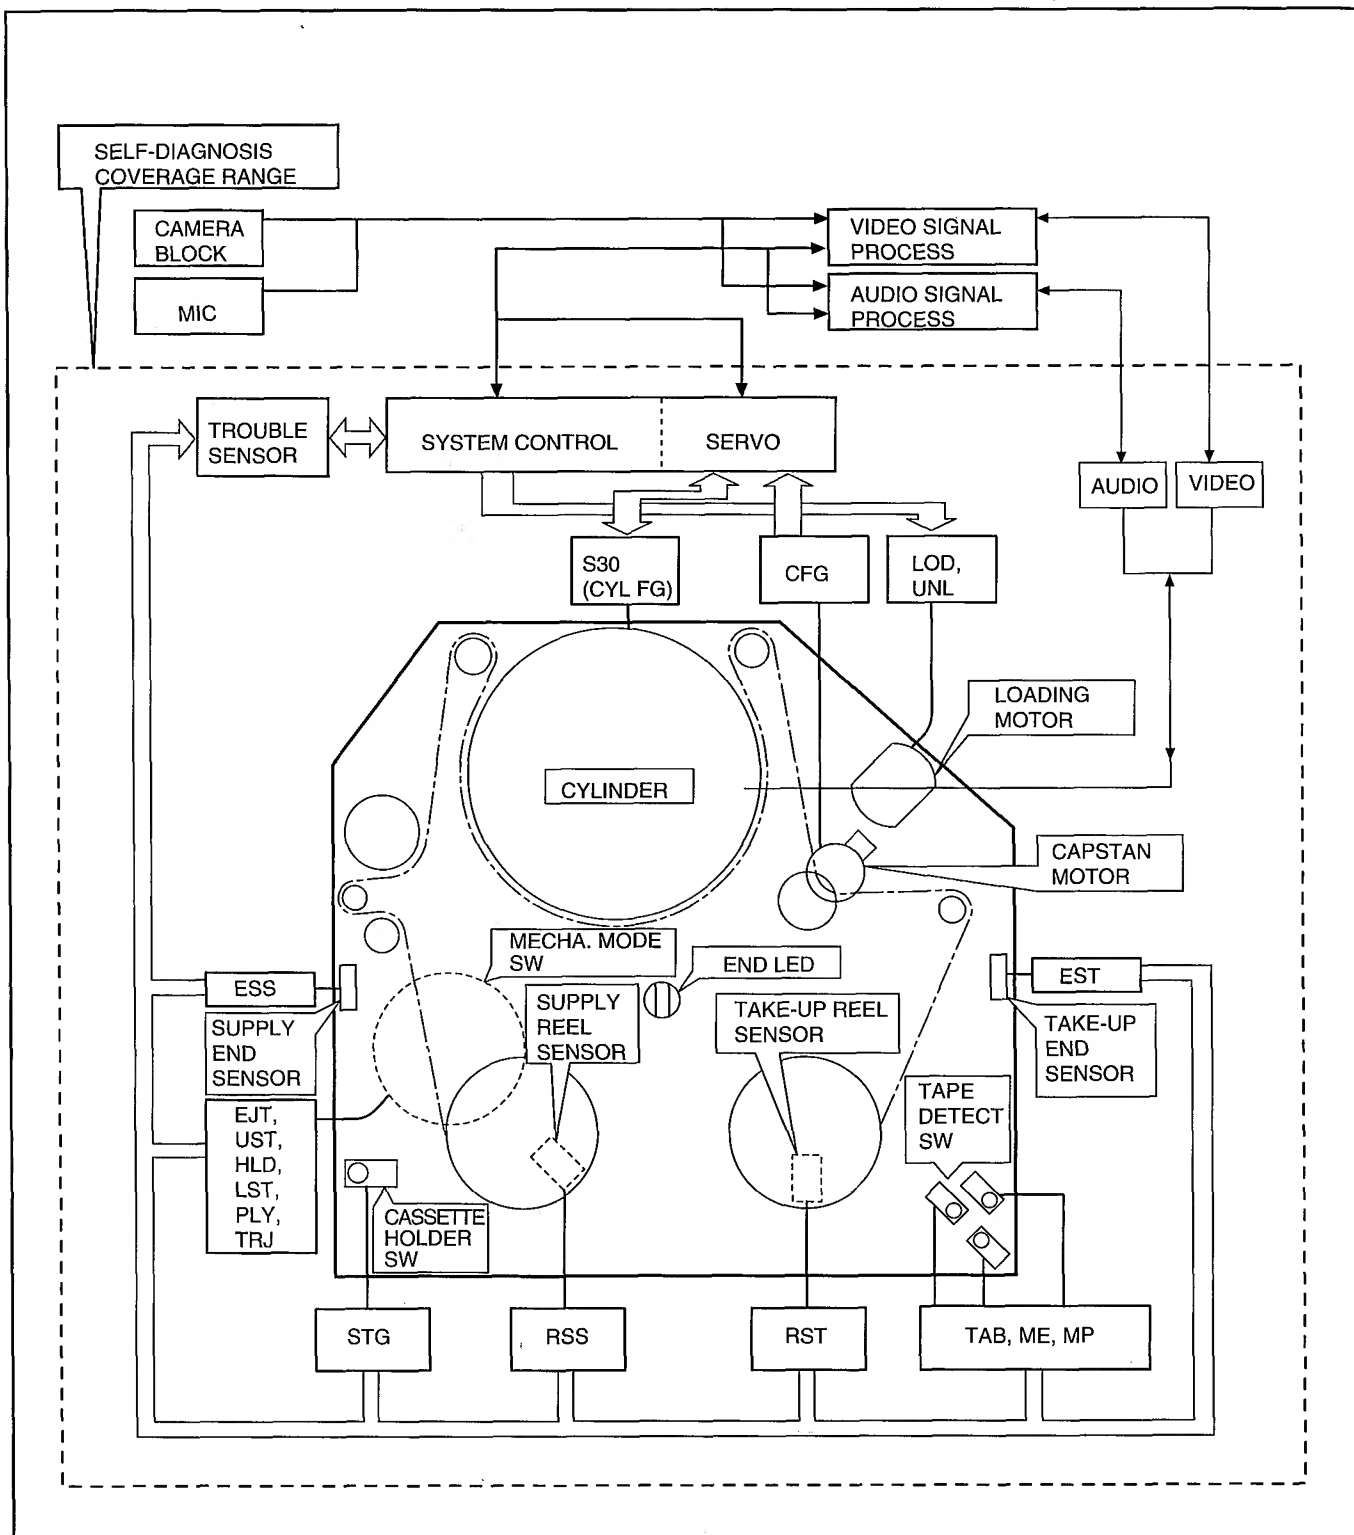 SELF-DIAGNOSIS
COVERAGE RANGE
CAMERA
BLOCK
MIC
VIDEO SIGNAL
PROCESS
AUDIO SIGNAL
PROCESS
TROUBLE
SENSOR
SYSTEM CONTROL
SERVO
AUDIO
VIDEO
S30
(CYL FG)
CFG
LOD,
UNL
LOADING
MOTOR
CYLINDER
CAPSTAN
MOTOR
MECHA. MODE
SW
END LED
ESS
EST
SUPPLY
REEL
SENSOR
TAKE-UP REEL
SENSOR
SUPPLY
END
SENSOR
TAKE-UP
END
SENSOR
TAPE
DETECT
SW
EJT,
UST,
HLD,
LST,
PLY,
TRJ
CASSETTE
HOLDER
SW
STG
RSS
RST
TAB, ME, MP